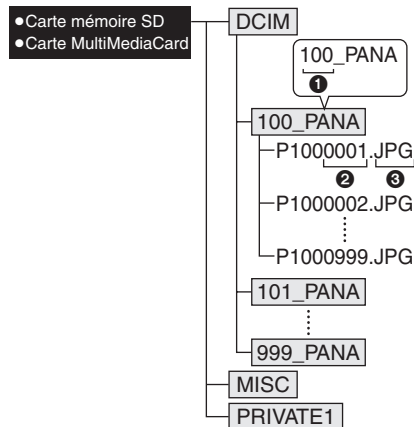 ●Carte mémoire SD
●Carte MultiMediaCard
DCIM
100_PANA
❶
100_PANA
P1000001.JPG
❷ ❸
P1000002.JPG
P1000999.JPG
101_PANA
999_PANA
MISC
PRIVATE1